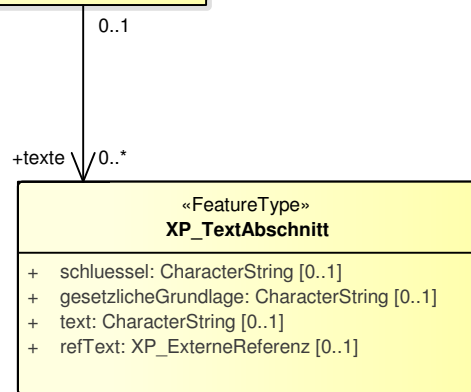 0..1
+texte 0..*
«FeatureType»
XP_TextAbschnitt
+ schluessel: CharacterString [0..1]
+ gesetzlicheGrundlage: CharacterString [0..1]
+ text: CharacterString [0..1]
+ refText: XP_ExterneReferenz [0..1]